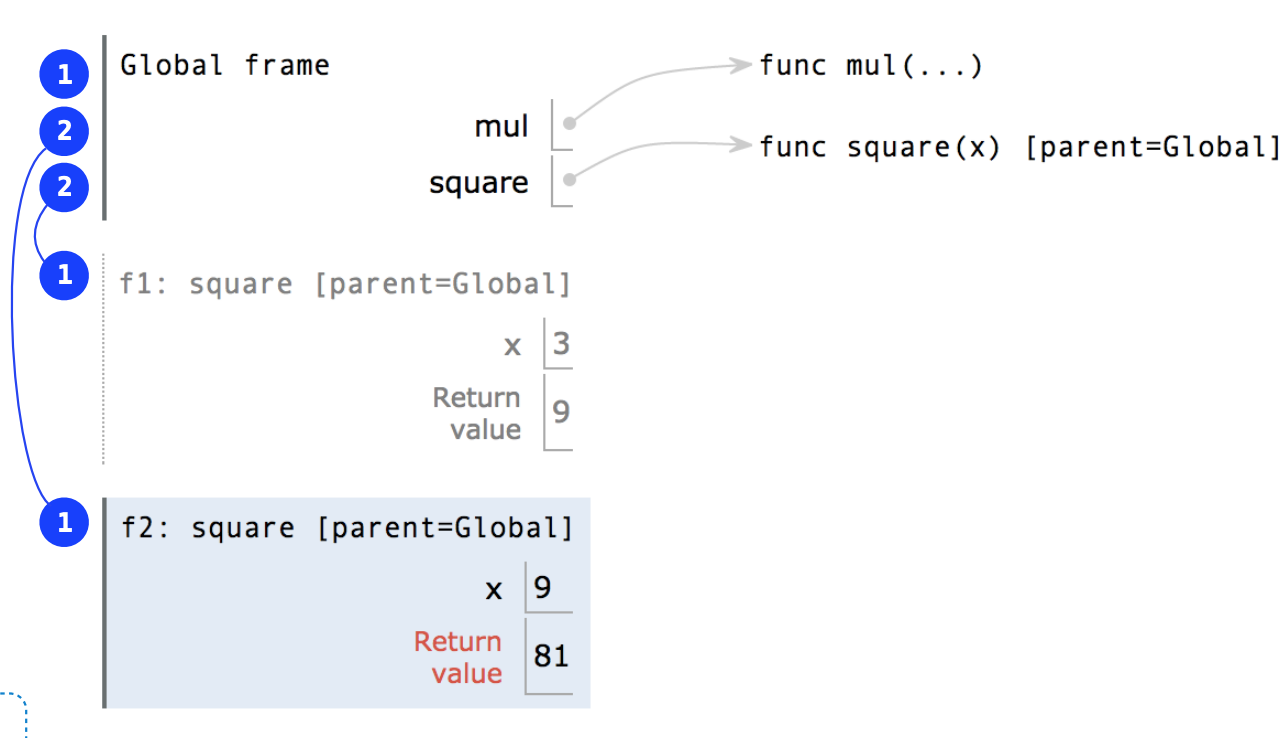 1 Global frame func mul(...)
2 mul
func square(x) [parent=Global]
2 square
1 f1: square [parent=Global]
x 3
Return
value 9
1 f2: square [parent=Global]
x 9
Return
value 81